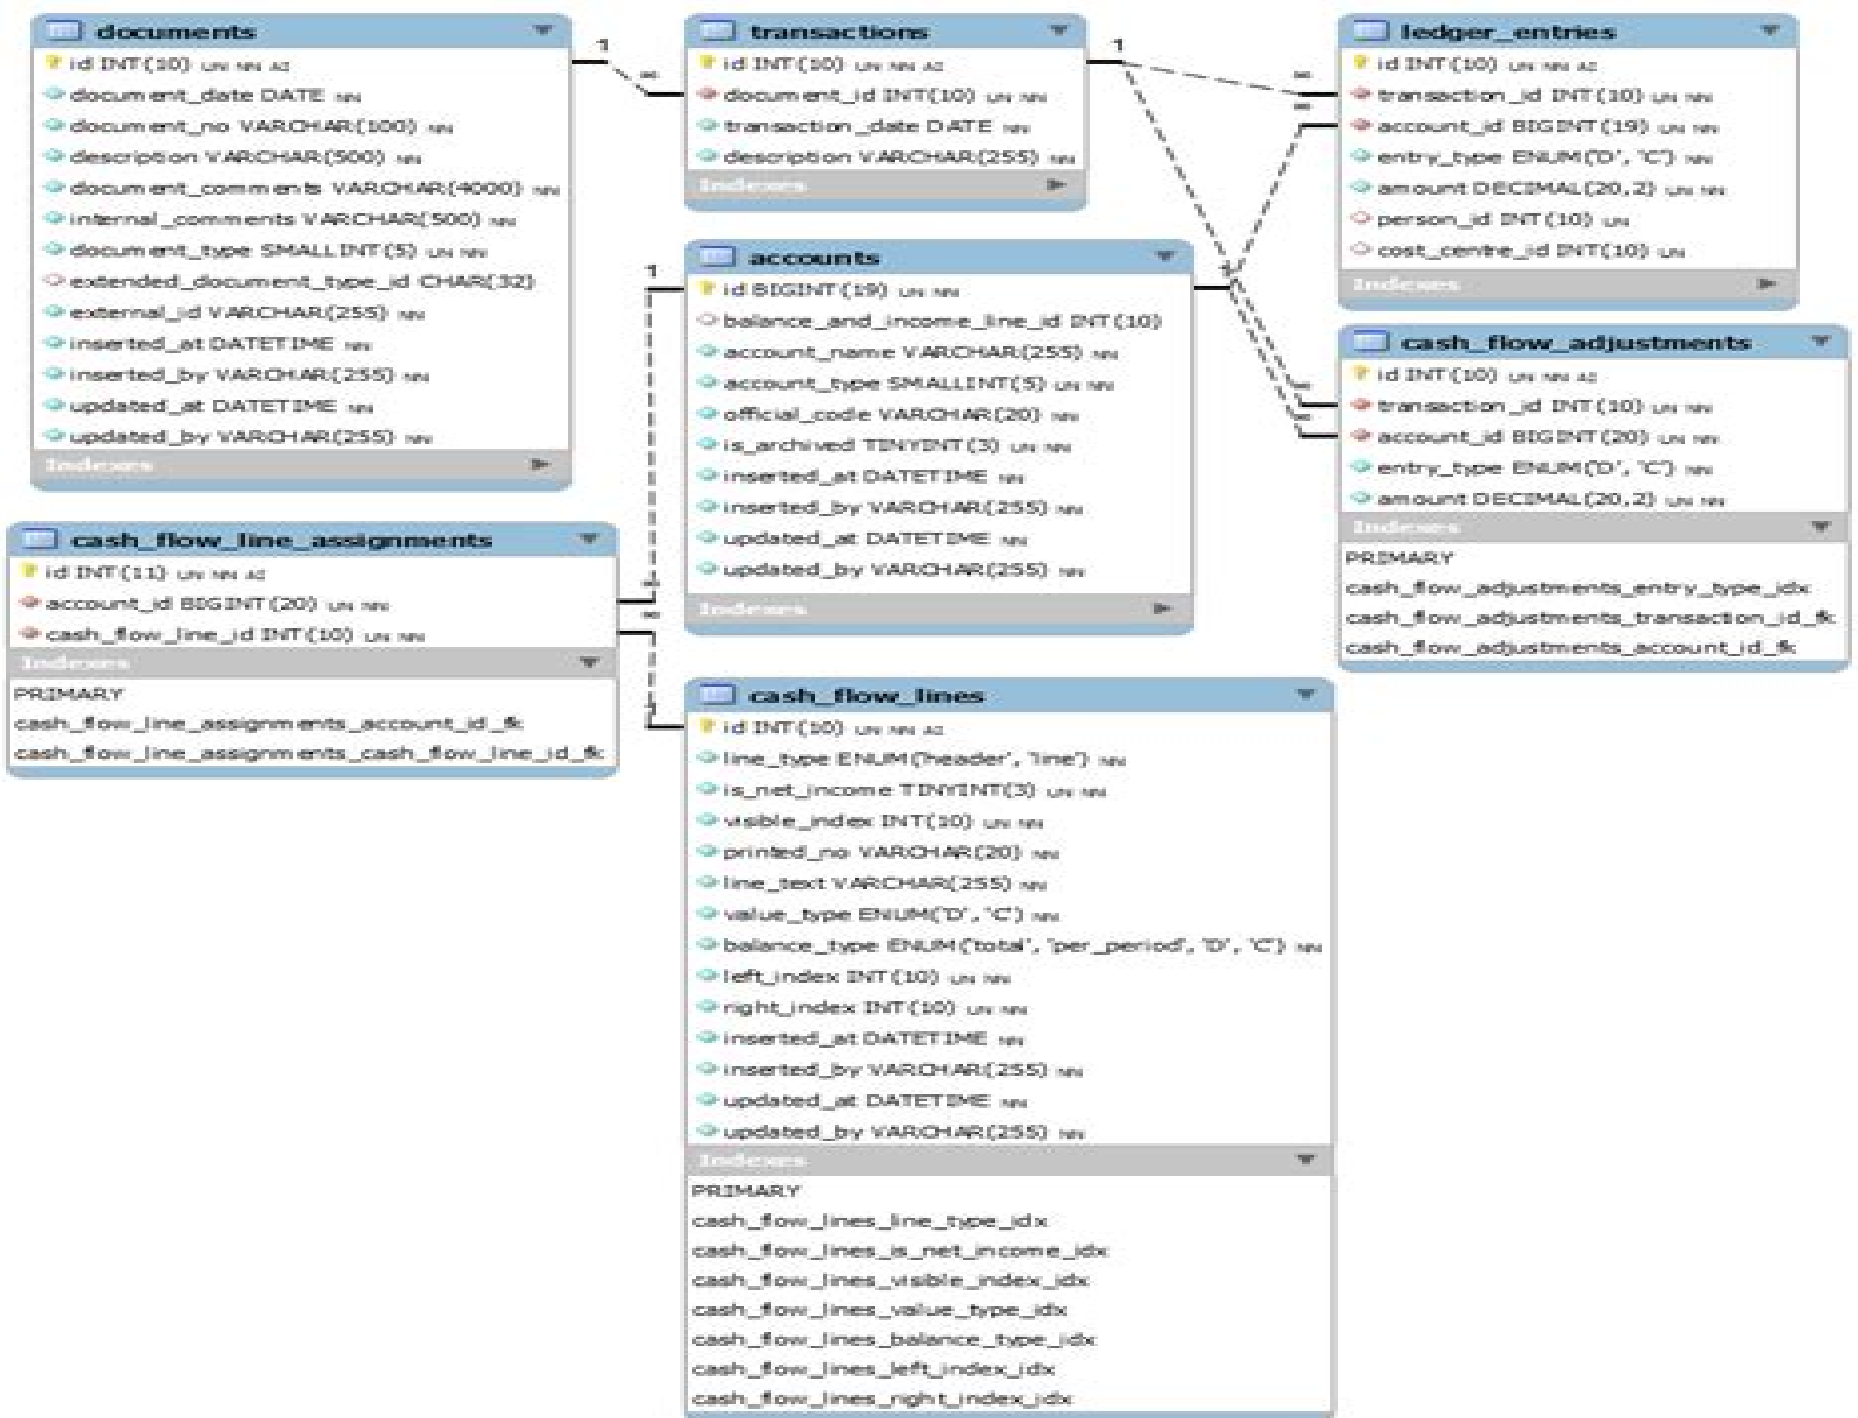 documents
id INT(10) UN NN AI
document_date DATE NN
document_no VARCHAR(100) NN
description VARCHAR(500) NN
document_comments VARCHAR(4000) NN
internal_comments VARCHAR(500) NN
document_type SMALLINT(5) UN NN
extended_document_type_id CHAR(32)
external_id VARCHAR(255) NN
inserted_at DATETIME NN
inserted_by VARCHAR(255) NN
updated_at DATETIME NN
updated_by VARCHAR(255) NN
Indexes
1
∞
transactions
id INT(10) UN NN AI
document_id INT(10) UN NN
transaction_date DATE NN
description VARCHAR(255) NN
Indexes
1
∞
∞
ledger_entries
id INT(10) UN NN AI
transaction_id INT(10) UN NN
account_id BIGINT(19) UN NN
entry_type ENUM('D', 'C') NN
amount DECIMAL(20,2) UN NN
person_id INT(10) UN
cost_centre_id INT(10) UN
Indexes
1
accounts
id BIGINT(19) UN NN
balance_and_income_line_id INT(10)
account_name VARCHAR(255) NN
account_type SMALLINT(5) UN NN
official_code VARCHAR(20) NN
is_archived TINYINT(3) UN NN
inserted_at DATETIME NN
inserted_by VARCHAR(255) NN
updated_at DATETIME NN
updated_by VARCHAR(255) NN
Indexes
1
∞
∞
cash_flow_adjustments
id INT(10) UN NN AI
transaction_id INT(10) UN NN
account_id BIGINT(20) UN NN
entry_type ENUM('D', 'C') NN
amount DECIMAL(20,2) UN NN
Indexes
PRIMARY
cash_flow_adjustments_entry_type_idx
cash_flow_adjustments_transaction_id_fk
cash_flow_adjustments_account_id_fk
cash_flow_line_assignments
id INT(11) UN NN AI
account_id BIGINT(20) UN NN
cash_flow_line_id INT(10) UN NN
Indexes
PRIMARY
cash_flow_line_assignments_account_id_fk
cash_flow_line_assignments_cash_flow_line_id_fk
1
∞
1
cash_flow_lines
id INT(10) UN NN AI
line_type ENUM('header', 'line') NN
is_net_income TINYINT(3) UN NN
visible_index INT(10) UN NN
printed_no VARCHAR(20) NN
line_text VARCHAR(255) NN
value_type ENUM('D', 'C') NN
balance_type ENUM('total', 'per_period', 'D', 'C') NN
left_index INT(10) UN NN
right_index INT(10) UN NN
inserted_at DATETIME NN
inserted_by VARCHAR(255) NN
updated_at DATETIME NN
updated_by VARCHAR(255) NN
Indexes
PRIMARY
cash_flow_lines_line_type_idx
cash_flow_lines_is_net_income_idx
cash_flow_lines_visible_index_idx
cash_flow_lines_value_type_idx
cash_flow_lines_balance_type_idx
cash_flow_lines_left_index_idx
cash_flow_lines_right_index_idx